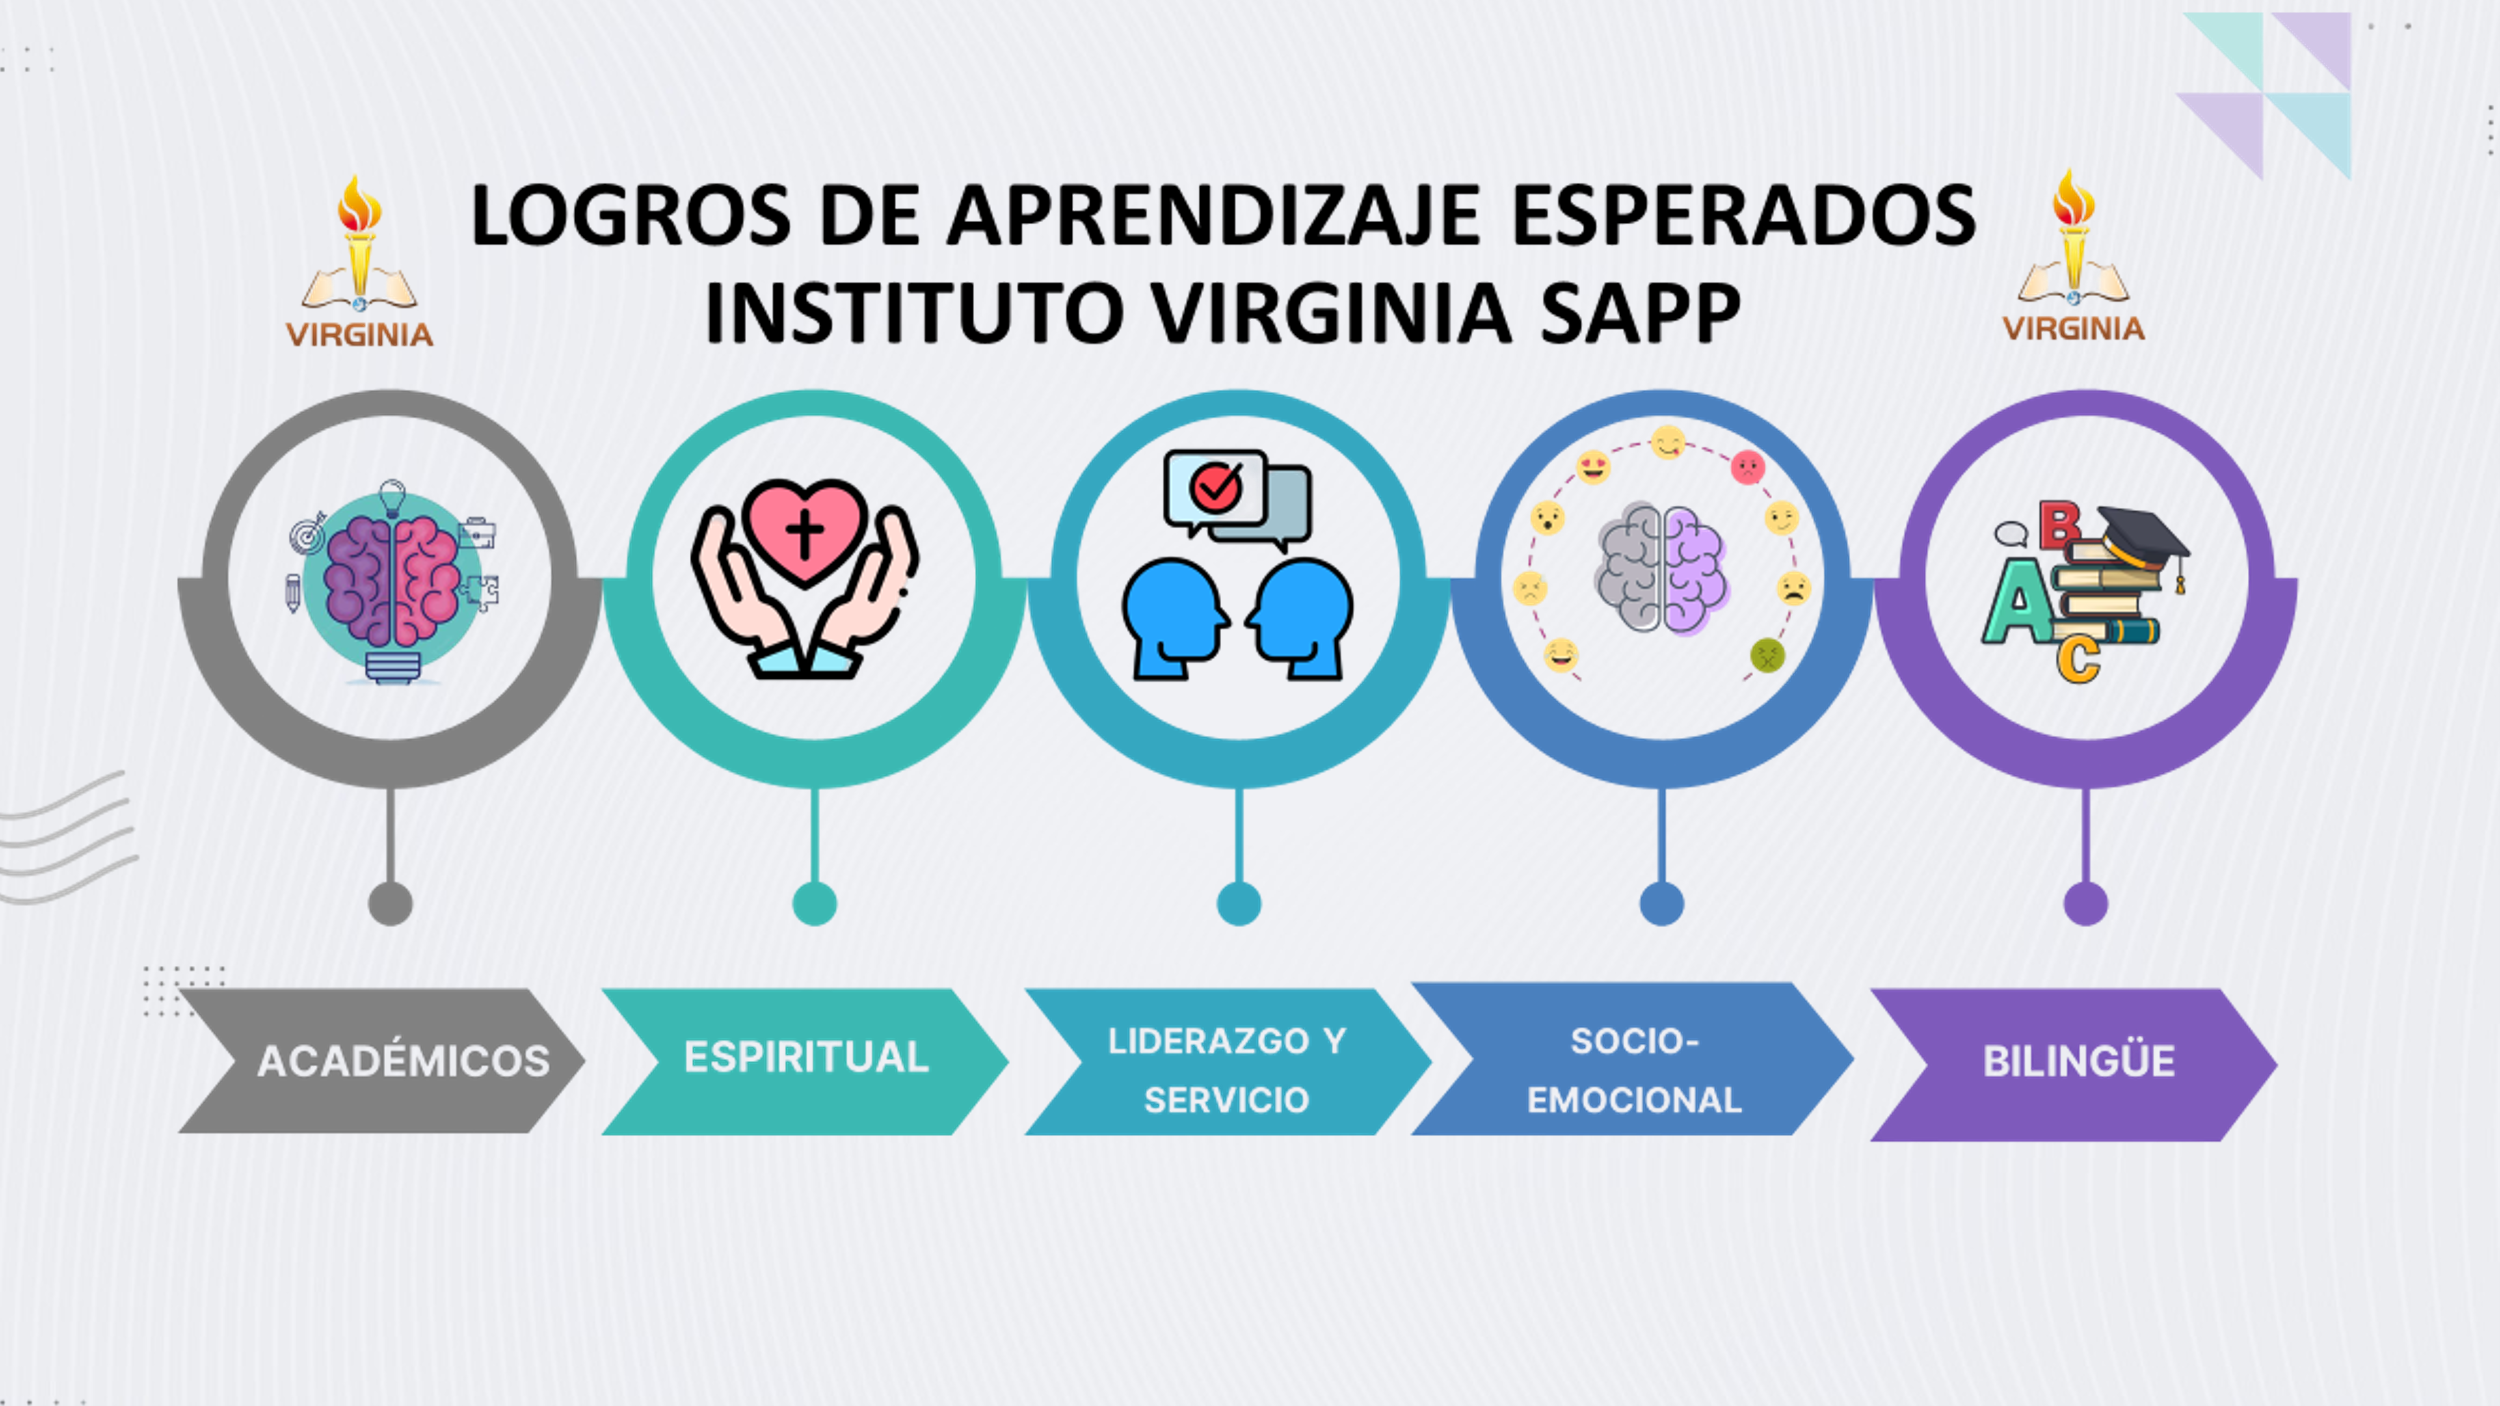 LOGROS DE APRENDIZAJE ESPERADOS
INSTITUTO VIRGINIA SAPP
VIRGINIA
VIRGINIA
B
A
C
ACADÉMICOS
ESPIRITUAL
LIDERAZGO Y
SERVICIO
SOCIO-
EMOCIONAL
BILINGÜE